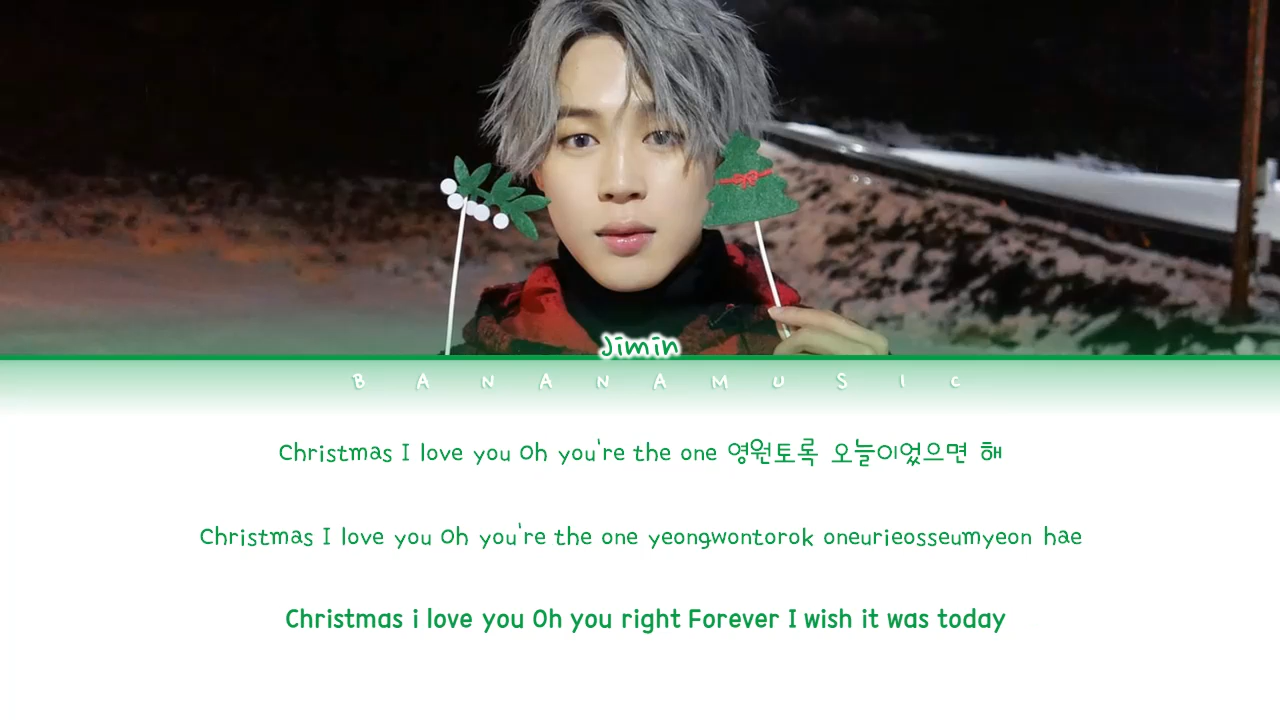 Jimin
BANANAMUSIC
Christmas I love you Oh you're the one 영원토록 오늘이었으면 해
Christmas I love you Oh you're the one yeongwontorok oneurieosseumyeon hae
Christmas i love you Oh you right Forever I wish it was today